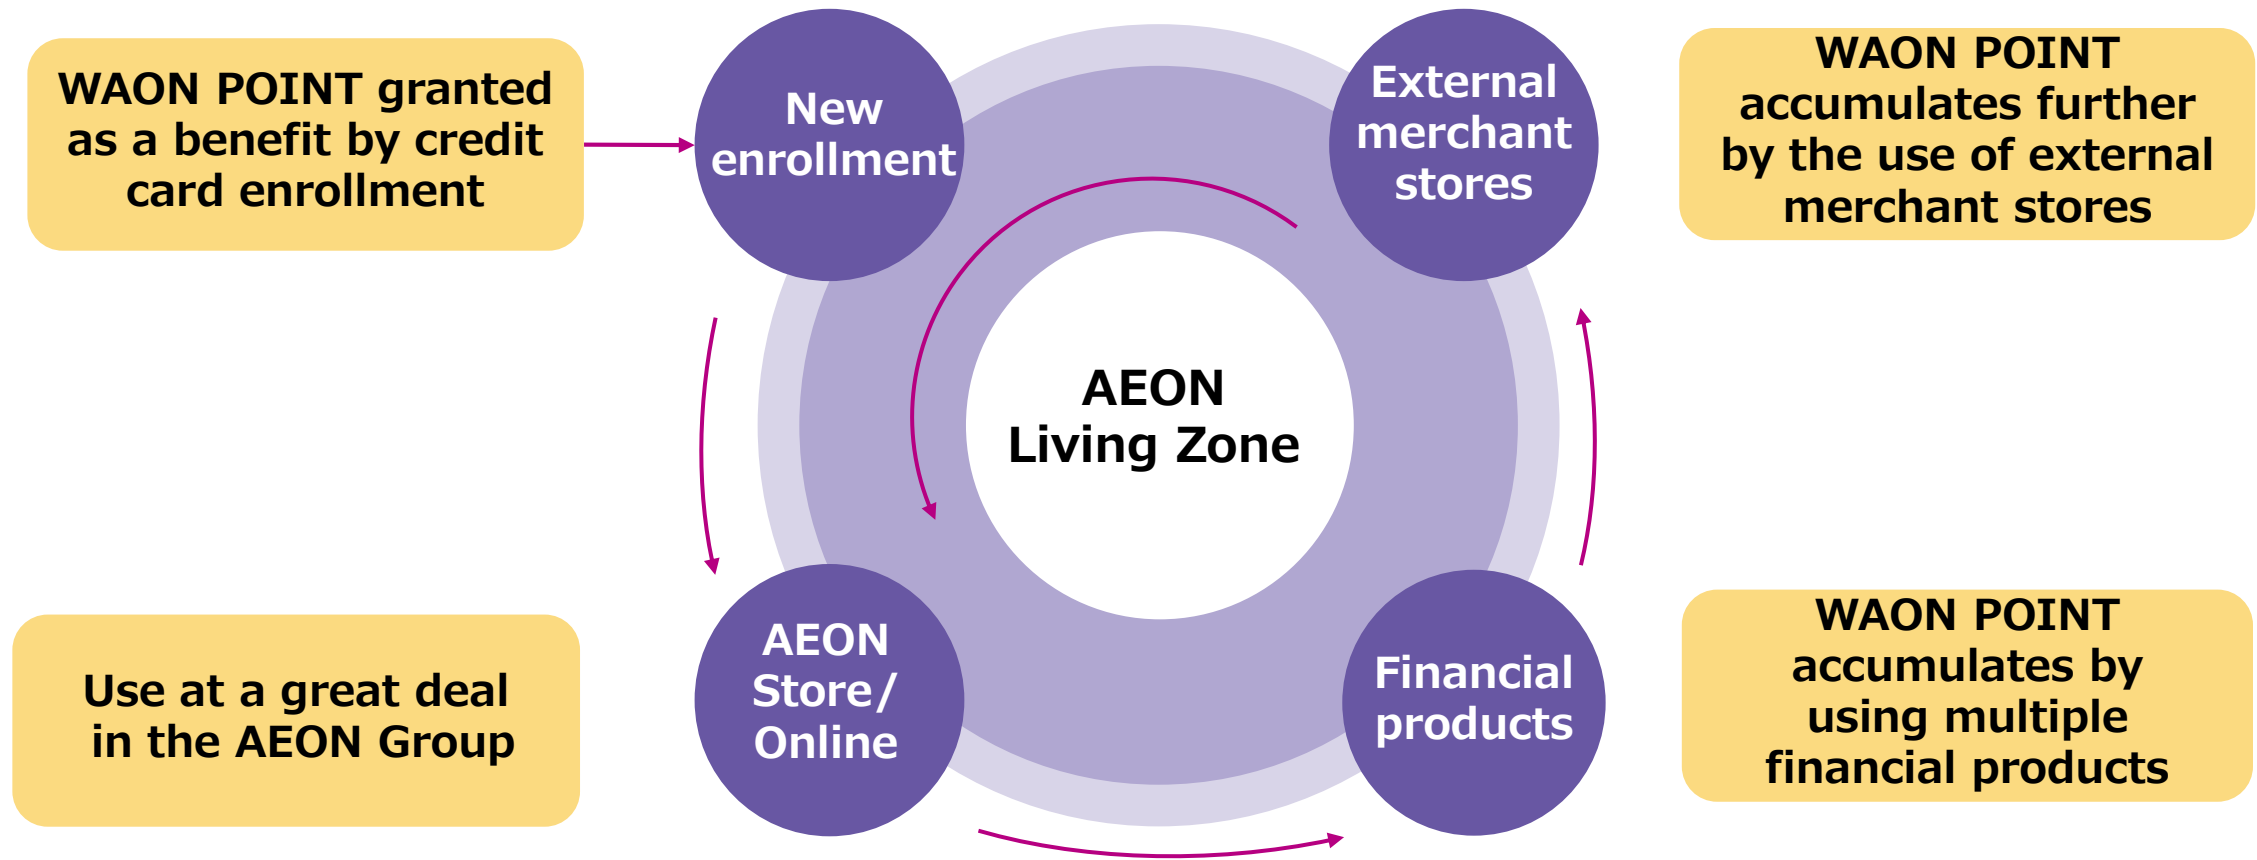 WAON POINT granted
as a benefit by credit
card enrollment
New
enrollment
External
merchant
stores
WAON POINT
accumulates further
by the use of external
merchant stores
AEON
Living Zone
Use at a great deal
in the AEON Group
AEON
Store/
Online
Financial
products
WAON POINT
accumulates by
using multiple
financial products